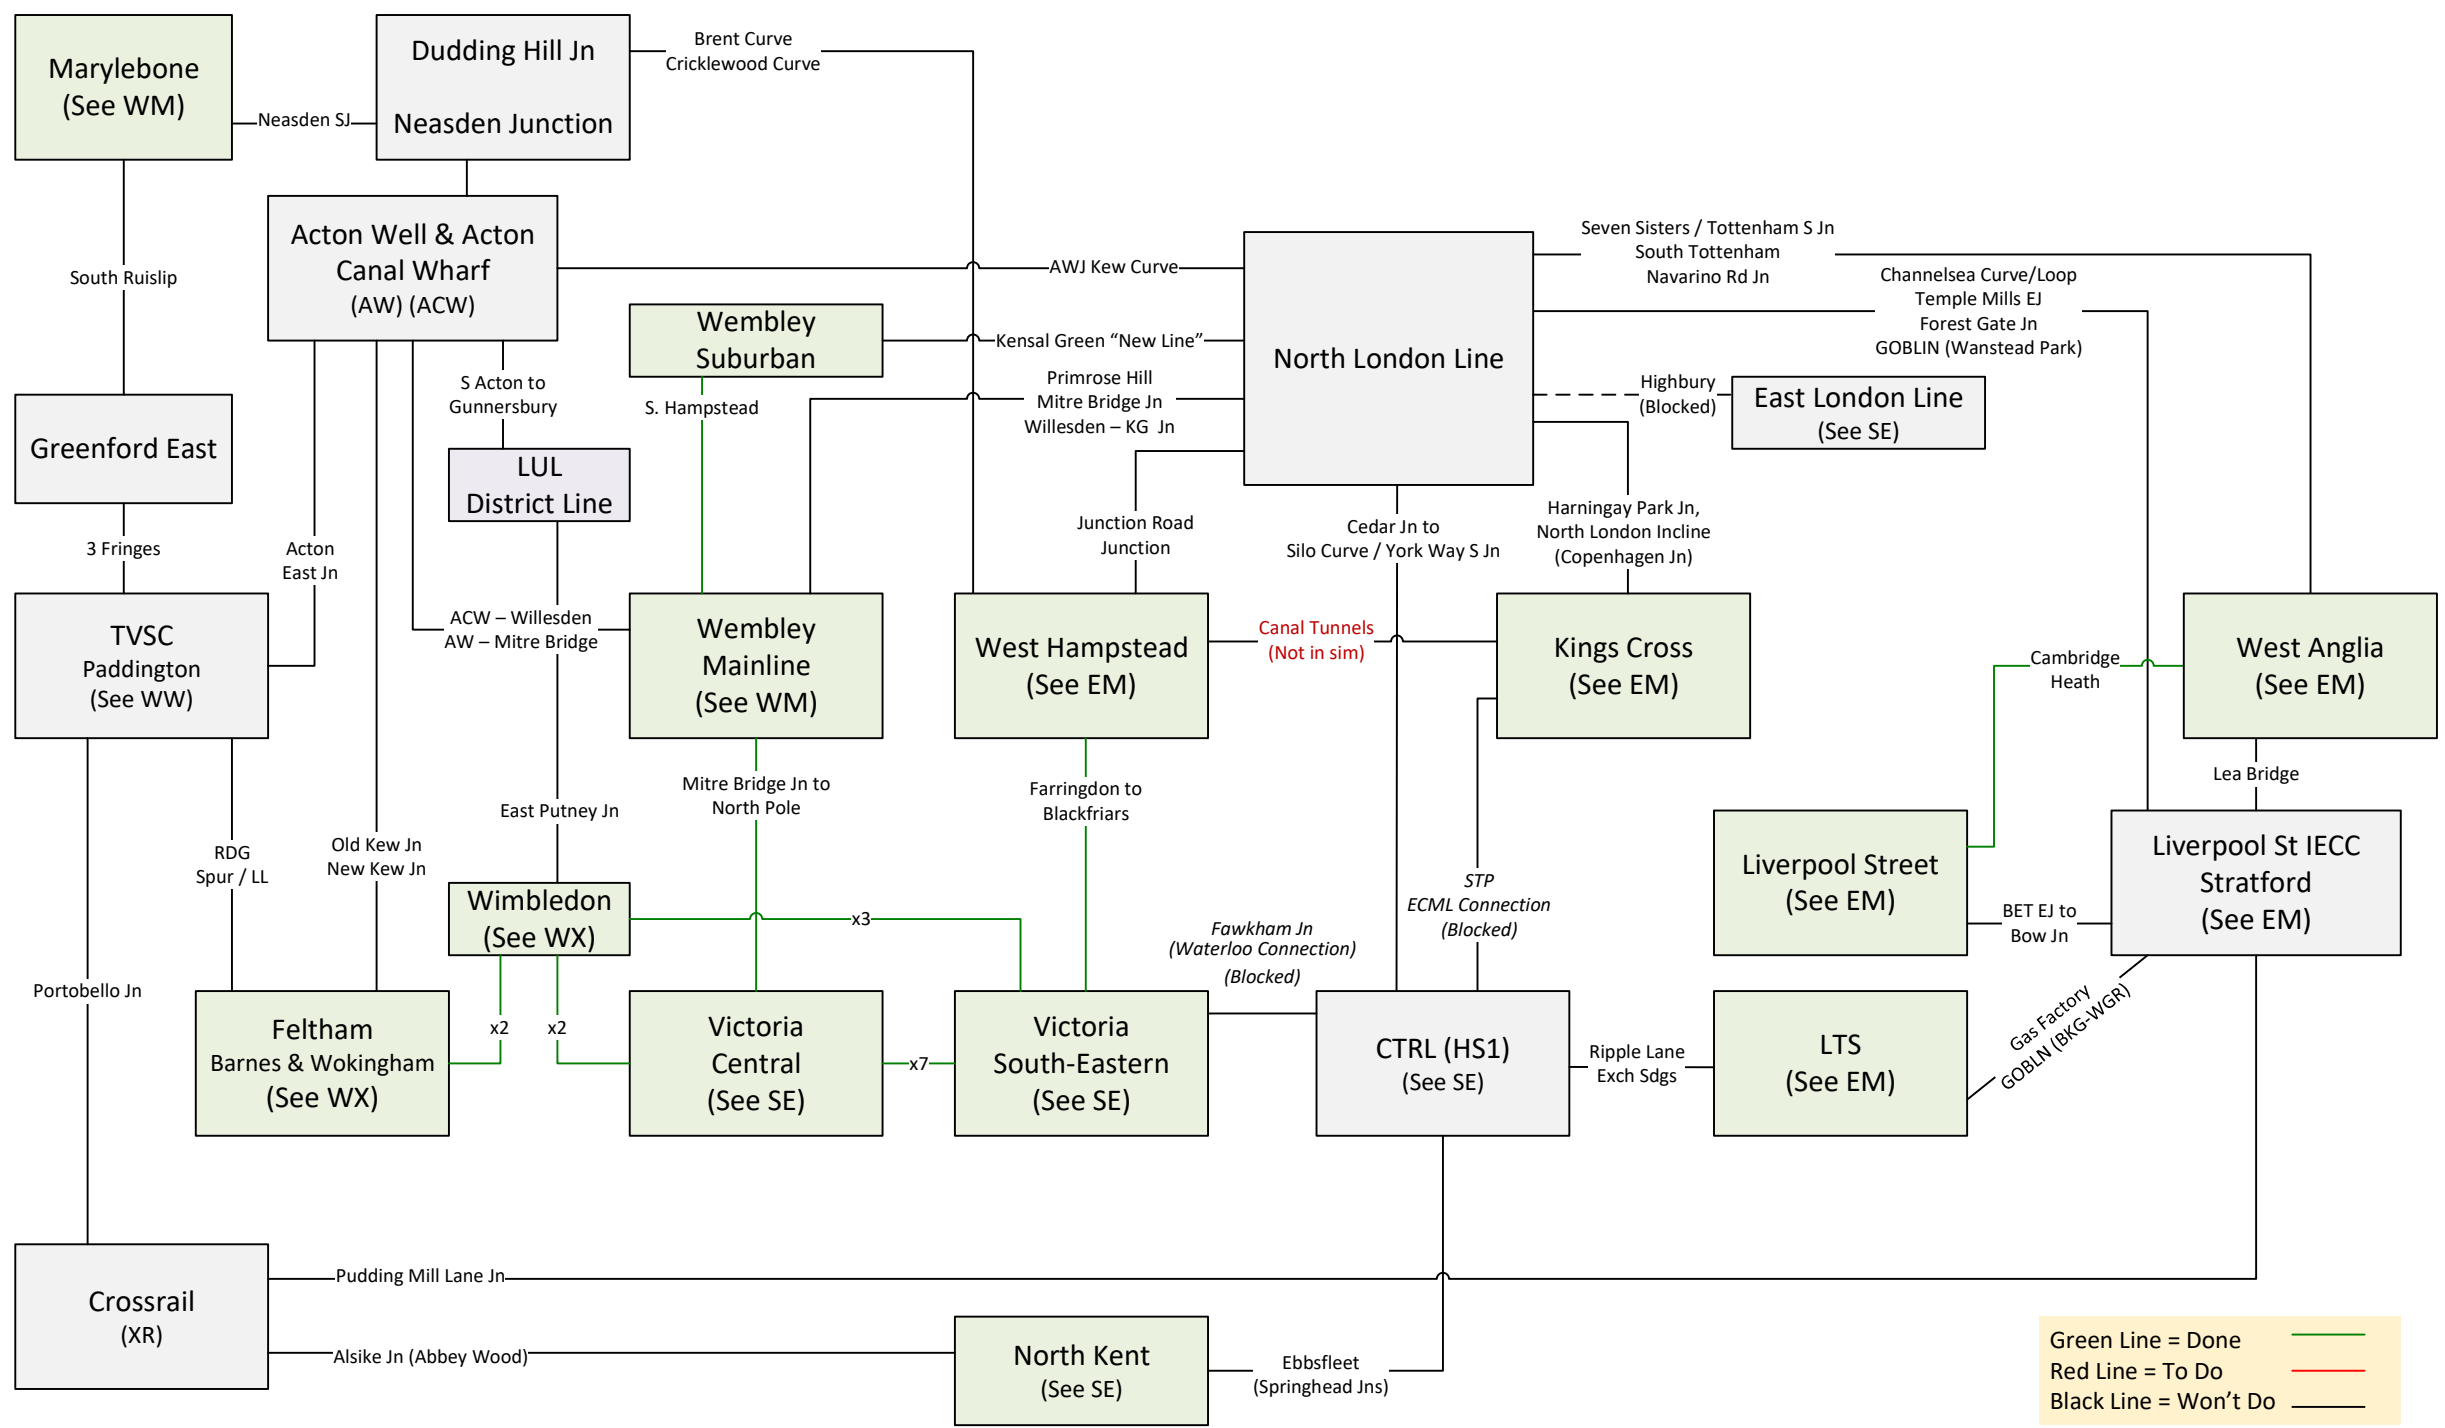 Marylebone
(See WM)
Neasden SJ
Dudding Hill Jn
Neasden Junction
Brent Curve
Cricklewood Curve
South Ruislip
Acton Well & Acton
Canal Wharf
(AW) (ACW)
AWJ Kew Curve
North London Line
Seven Sisters / Tottenham S Jn
South Tottenham
Navarino Rd Jn
Channelsea Curve/Loop
Temple Mills EJ
Forest Gate Jn
GOBLIN (Wanstead Park)
Wembley
Suburban
Kensal Green “New Line”
S Acton to
Gunnersbury
S. Hampstead
Primrose Hill
Mitre Bridge Jn
Willesden – KG Jn
Highbury
(Blocked)
East London Line
(See SE)
Greenford East
LUL
District Line
3 Fringes
Acton
East Jn
Junction Road
Junction
Cedar Jn to
Silo Curve / York Way S Jn
Harningay Park Jn,
North London Incline
(Copenhagen Jn)
TVSC
Paddington
(See WW)
ACW – Willesden
AW – Mitre Bridge
Wembley
Mainline
(See WM)
West Hampstead
(See EM)
Canal Tunnels
(Not in sim)
Kings Cross
(See EM)
Cambridge
Heath
West Anglia
(See EM)
Mitre Bridge Jn to
North Pole
Farringdon to
Blackfriars
Lea Bridge
East Putney Jn
RDG
Spur / LL
Old Kew Jn
New Kew Jn
Liverpool Street
(See EM)
Liverpool St IECC
Stratford
(See EM)
STP
ECML Connection
(Blocked)
Wimbledon
(See WX)
x3
BET EJ to
Bow Jn
Fawkham Jn
(Waterloo Connection)
(Blocked)
Portobello Jn
Feltham
Barnes & Wokingham
(See WX)
x2
x2
Victoria
Central
(See SE)
x7
Victoria
South-Eastern
(See SE)
CTRL (HS1)
(See SE)
Ripple Lane
Exch Sdgs
LTS
(See EM)
Gas Factory
GOBLN (BKG-WGR)
Pudding Mill Lane Jn
Crossrail
(XR)
Alsike Jn (Abbey Wood)
North Kent
(See SE)
Ebbsfleet
(Springhead Jns)
Green Line = Done
Red Line = To Do
Black Line = Won’t Do